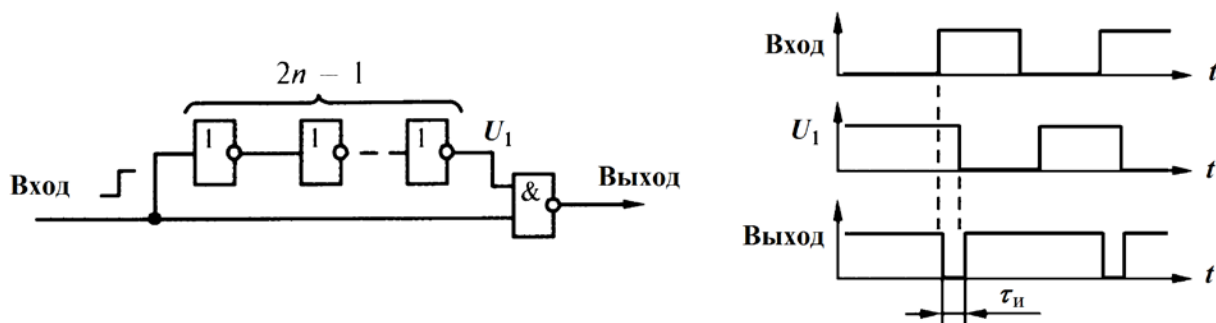 2n − 1
1 1 1 U₁
Вход & Выход
Вход t
U₁ t
Выход t
τи